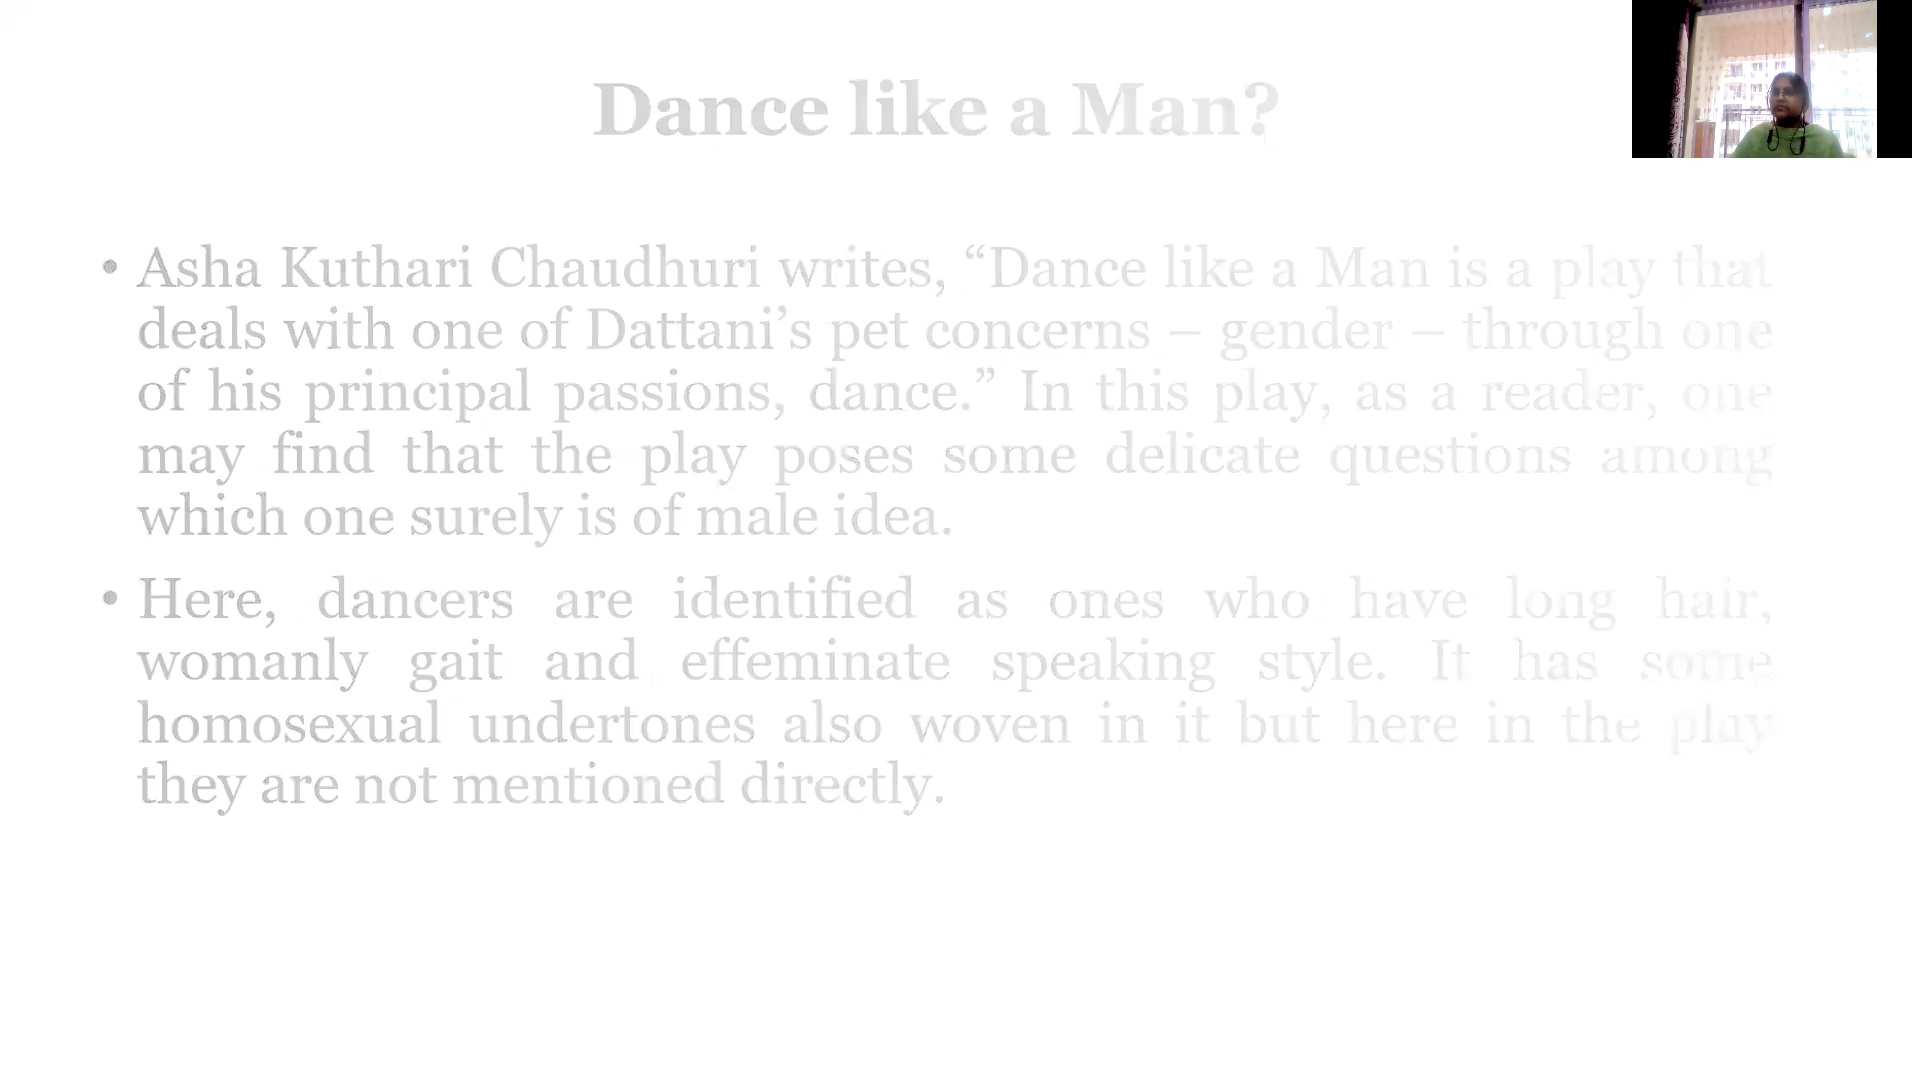 Dance like a Man?
• Asha Kuthari Chaudhuri writes, “Dance like a Man is a play that
deals with one of Dattani’s pet concerns – gender – through one
of his principal passions, dance.” In this play, as a reader, one
may find that the play poses some delicate questions among
which one surely is of male idea.
• Here, dancers are identified as ones who have long hair,
womanly gait and effeminate speaking style. It has some
homosexual undertones also woven in it but here in the play
they are not mentioned directly.